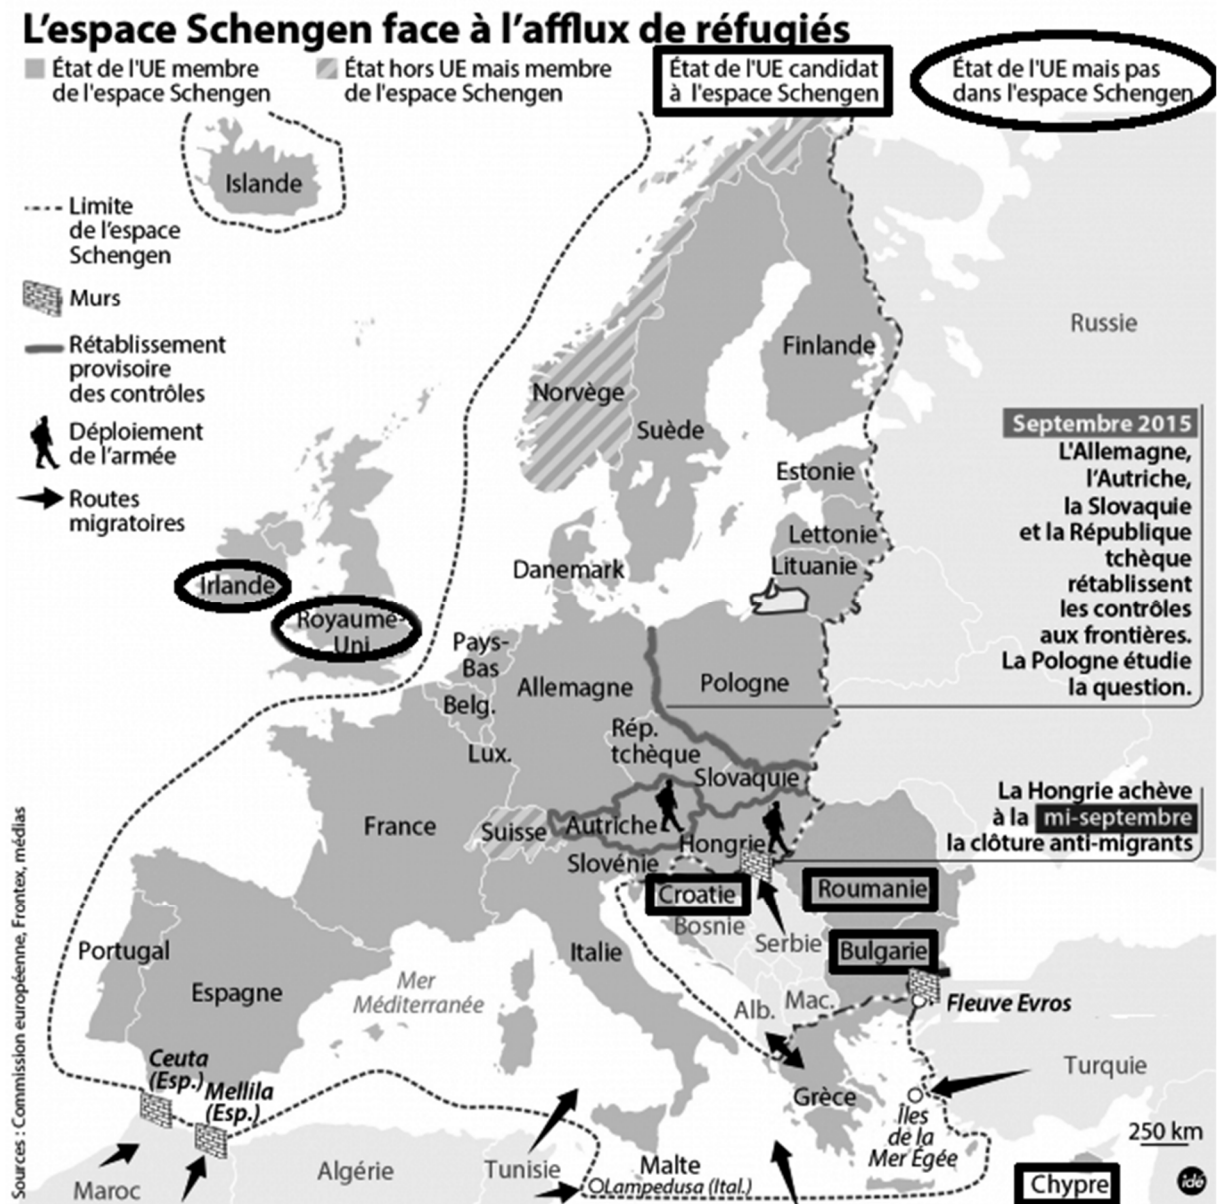 L'espace Schengen face à l'afflux de réfugiés
État de l'UE membre
de l'espace Schengen
État hors UE mais membre
de l'espace Schengen
État de l'UE candidat
à l'espace Schengen
État de l'UE mais pas
dans l'espace Schengen
Islande
Limite
de l'espace
Schengen
Murs
Rétablissement
provisoire
des contrôles
Déploiement
de l'armée
Routes
migratoires
Russie
Finlande
Norvège
Suède
Estonie
Lettonie
Lituanie
Danemark
Irlande
Royaume-
Uni
Septembre 2015
L'Allemagne,
l'Autriche,
la Slovaquie
et la République
tchèque
rétablissent
les contrôles
aux frontières.
La Pologne étudie
la question.
Pays-
Bas
Belg.
Lux.
Allemagne
Pologne
Rép.
tchèque
Slovaquie
La Hongrie achève
à la mi-septembre
la clôture anti-migrants
France
Suisse
Autriche
Hongrie
Slovénie
Croatie
Roumanie
Bosnie
Serbie
Bulgarie
Portugal
Espagne
Italie
Mer
Méditerranée
Alb.
Mac.
Fleuve Evros
Ceuta
(Esp.)
Mellila
(Esp.)
Turquie
Grèce
Îles
de la
Mer Égée
250 km
Maroc
Algérie
Tunisie
Malte
Lampedusa (Ital.)
Chypre
idé
Sources : Commission européenne, Frontex, médias